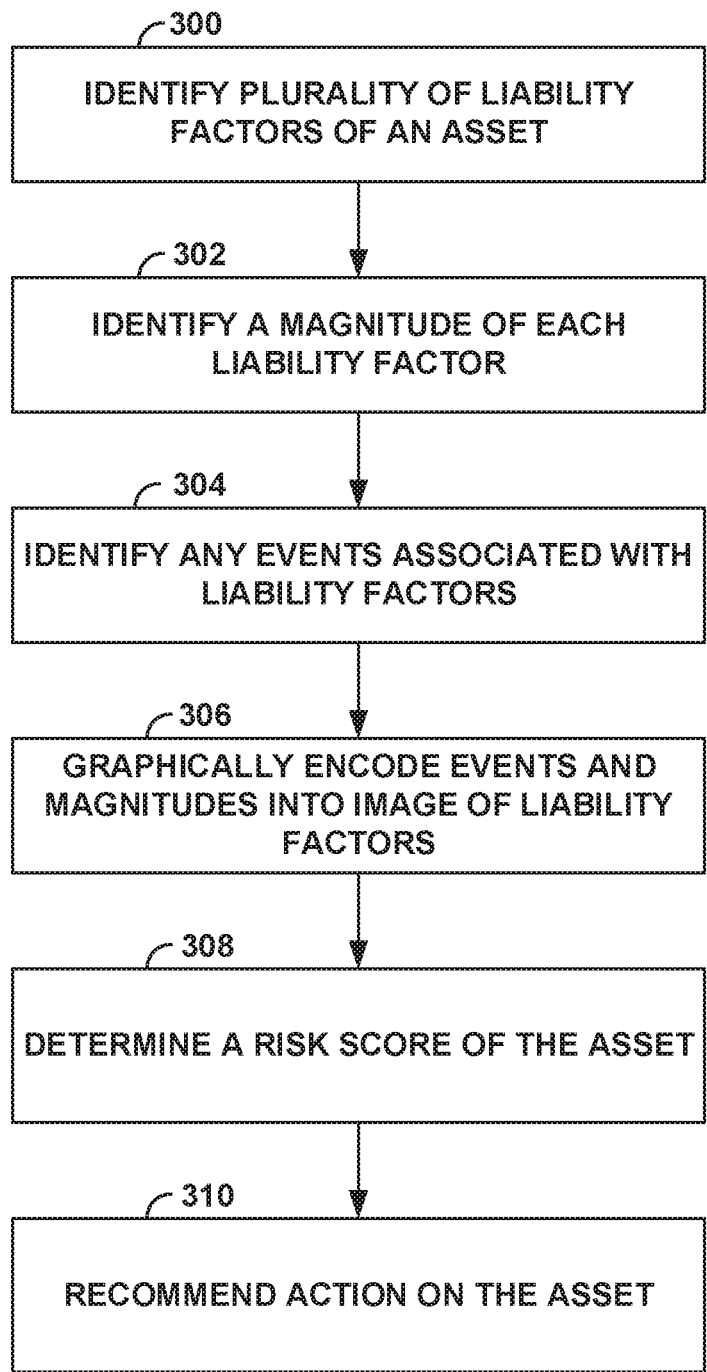 300
IDENTIFY PLURALITY OF LIABILITY
FACTORS OF AN ASSET
302
IDENTIFY A MAGNITUDE OF EACH
LIABILITY FACTOR
304
IDENTIFY ANY EVENTS ASSOCIATED WITH
LIABILITY FACTORS
306
GRAPHICALLY ENCODE EVENTS AND
MAGNITUDES INTO IMAGE OF LIABILITY
FACTORS
308
DETERMINE A RISK SCORE OF THE ASSET
310
RECOMMEND ACTION ON THE ASSET